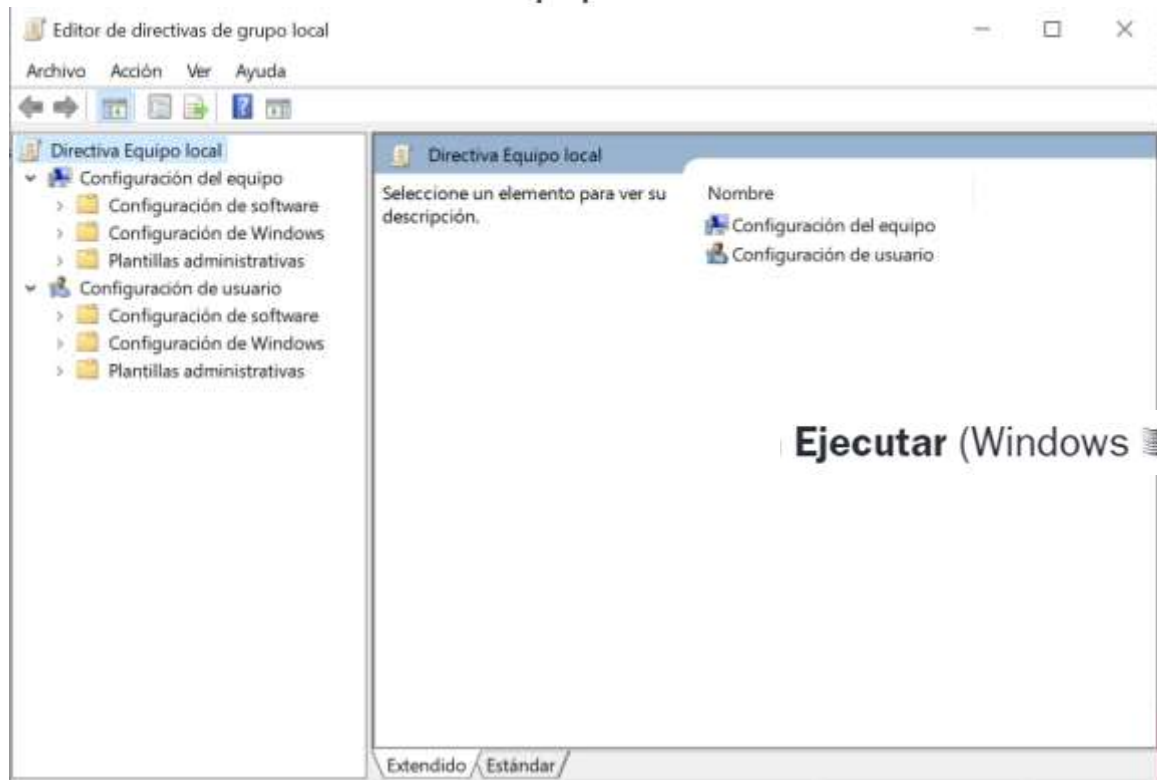 Editor de directivas de grupo local
Archivo Acción Ver Ayuda
Directiva Equipo local
Configuración del equipo
Configuración de software
Configuración de Windows
Plantillas administrativas
Configuración de usuario
Configuración de software
Configuración de Windows
Plantillas administrativas
Directiva Equipo local
Seleccione un elemento para ver su
descripción.
Nombre
Configuración del equipo
Configuración de usuario
Ejecutar (Windows
Extendido Estándar